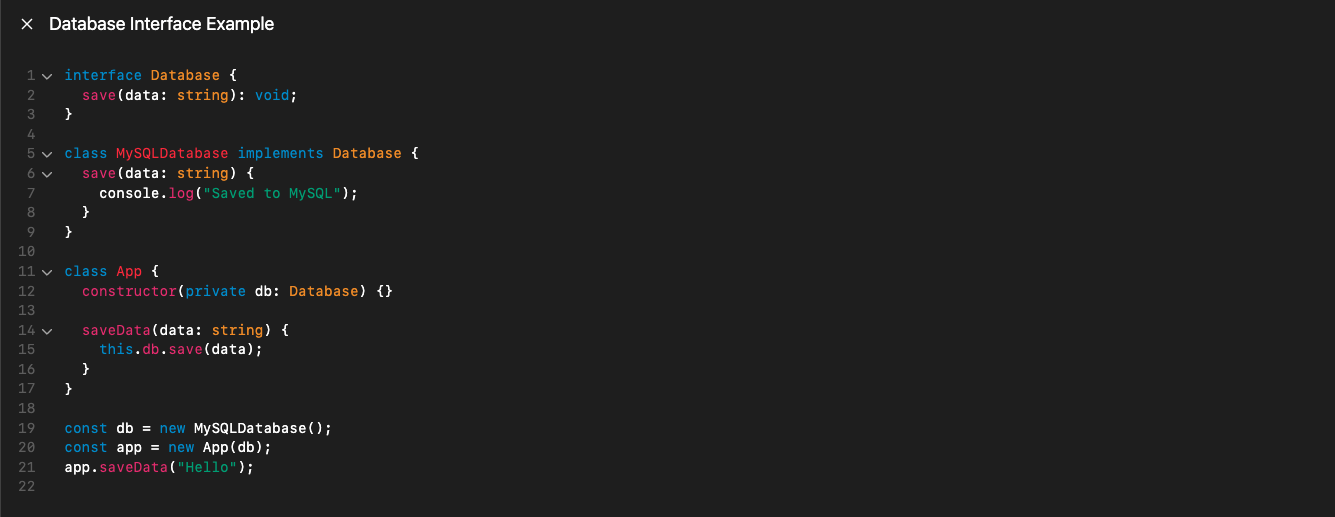 Database Interface Example
1 interface Database {
2   save(data: string): void;
3 }
4
5 class MySQLDatabase implements Database {
6   save(data: string) {
7     console.log("Saved to MySQL");
8   }
9 }
10
11 class App {
12   constructor(private db: Database) {}
13
14   saveData(data: string) {
15     this.db.save(data);
16   }
17 }
18
19 const db = new MySQLDatabase();
20 const app = new App(db);
21 app.saveData("Hello");
22